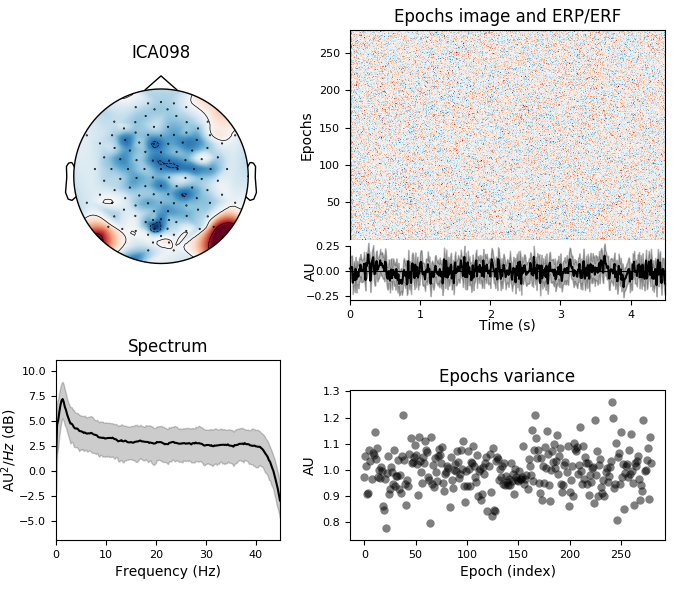 ICA098
Epochs image and ERP/ERF
Epochs
250
200
150
100
50
AU
0.25
0.00
−0.25
0 1 2 3 4
Time (s)
Spectrum
AU²/Hz (dB)
10.0
7.5
5.0
2.5
0.0
−2.5
−5.0
0 10 20 30 40
Frequency (Hz)
Epochs variance
AU
1.3
1.2
1.1
1.0
0.9
0.8
0 50 100 150 200 250
Epoch (index)